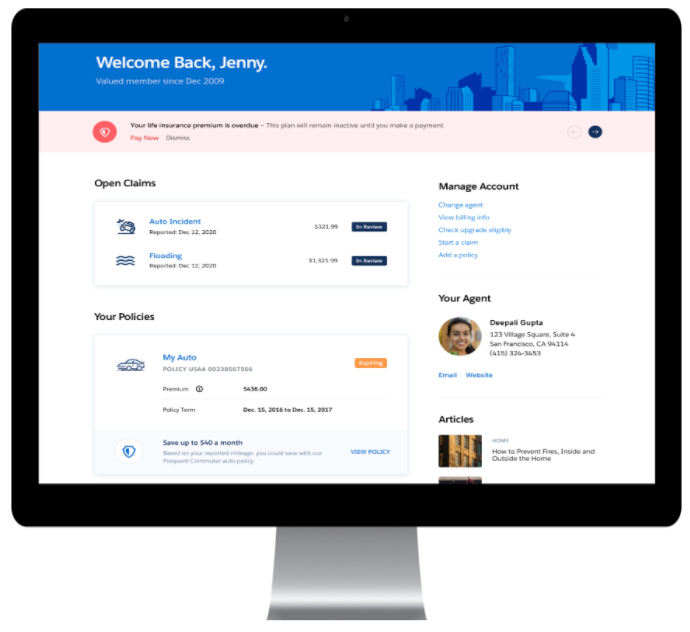 Welcome Back, Jenny.
Valued member since Dec 2009
Your life insurance premium is overdue – This plan will remain inactive until you make a payment.
Pay Now Dismiss
Open Claims
Auto Incident
Reported: Dec 12, 2020
$321.99
In Review
Flooding
Reported: Dec 12, 2020
$1,321.99
In Review
Your Policies
My Auto
POLICY USAA 00230567566
Expiring
Premium
$436.00
Policy Term
Dec. 15, 2016 to Dec. 15, 2017
Save up to $40 a month
Based on your reported mileage, you could save with our
Frequent Commuter auto policy.
VIEW POLICY
Manage Account
Change agent
View billing info
Check upgrade eligibly
Start a claim
Add a policy
Your Agent
Deepali Gupta
123 Village Square, Suite 4
San Francisco, CA 94114
(415) 324-3453
Email Website
Articles
HOME
How to Prevent Fires, Inside and
Outside the Home